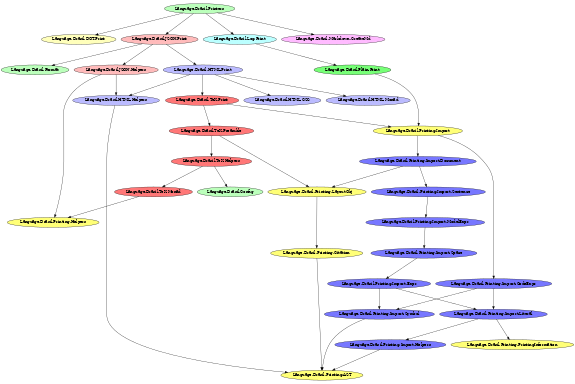 Language.Drasil.Printers
Language.Drasil.DOT.Print
Language.Drasil.JSON.Print
Language.Drasil.Log.Print
Language.Drasil.Markdown.CreateMd
Language.Drasil.Format
Language.Drasil.JSON.Helpers
Language.Drasil.HTML.Print
Language.Drasil.Plain.Print
Language.Drasil.HTML.Helpers
Language.Drasil.TeX.Print
Language.Drasil.HTML.CSS
Language.Drasil.HTML.Monad
Language.Drasil.TeX.Preamble
Language.Drasil.Printing.Import
Language.Drasil.TeX.Helpers
Language.Drasil.Printing.Import.Document
Language.Drasil.TeX.Monad
Language.Drasil.Config
Language.Drasil.Printing.LayoutObj
Language.Drasil.Printing.Import.Sentence
Language.Drasil.Printing.Helpers
Language.Drasil.Printing.Import.ModelExpr
Language.Drasil.Printing.Citation
Language.Drasil.Printing.Import.Space
Language.Drasil.Printing.Import.Expr
Language.Drasil.Printing.Import.CodeExpr
Language.Drasil.Printing.Import.Symbol
Language.Drasil.Printing.Import.Literal
Language.Drasil.Printing.Import.Helpers
Language.Drasil.Printing.PrintingInformation
Language.Drasil.Printing.AST